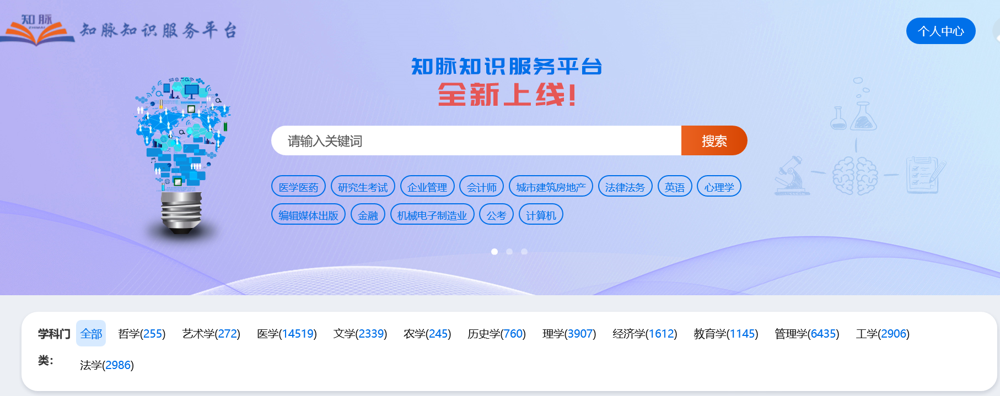 知脉
ZHIMAI
知脉知识服务平台
个人中心
知脉知识服务平台
全新上线!
请输入关键词
搜索
医学医药 研究生考试 企业管理 会计师 城市建筑房地产 法律法务 英语 心理学
编辑媒体出版 金融 机械电子制造业 公考 计算机
学科门类：
全部 哲学(255) 艺术学(272) 医学(14519) 文学(2339) 农学(245) 历史学(760) 理学(3907) 经济学(1612) 教育学(1145) 管理学(6435) 工学(2906)
法学(2986)